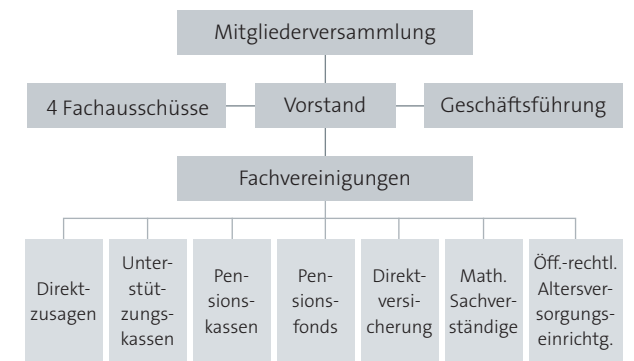 Mitgliederversammlung
4 Fachausschüsse
Vorstand
Geschäftsführung
Fachvereinigungen
Direkt-
zusagen
Unter-
stüt-
zungs-
kassen
Pen-
sions-
kassen
Pen-
sions-
fonds
Direkt-
versi-
cherung
Math.
Sachver-
ständige
Öff.-rechtl.
Altersver-
sorgungs-
einrichtg.